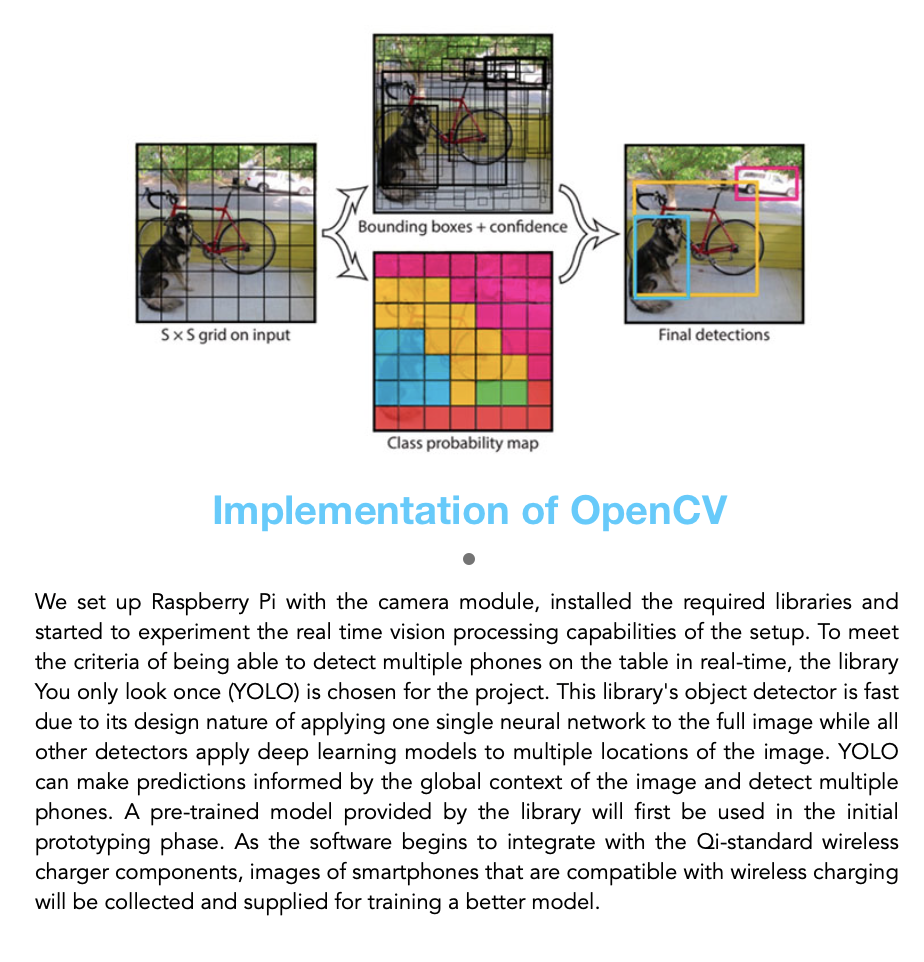 Bounding boxes + confidence
S × S grid on input
Final detections
Class probability map
Implementation of OpenCV
We set up Raspberry Pi with the camera module, installed the required libraries and
started to experiment the real time vision processing capabilities of the setup. To meet
the criteria of being able to detect multiple phones on the table in real-time, the library
You only look once (YOLO) is chosen for the project. This library's object detector is fast
due to its design nature of applying one single neural network to the full image while all
other detectors apply deep learning models to multiple locations of the image. YOLO
can make predictions informed by the global context of the image and detect multiple
phones. A pre-trained model provided by the library will first be used in the initial
prototyping phase. As the software begins to integrate with the Qi-standard wireless
charger components, images of smartphones that are compatible with wireless charging
will be collected and supplied for training a better model.